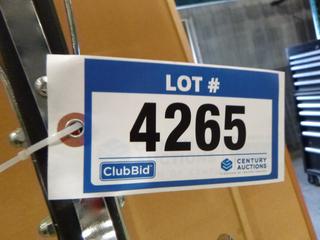 LOT #
4265
ClubBid
CENTURY
AUCTIONS